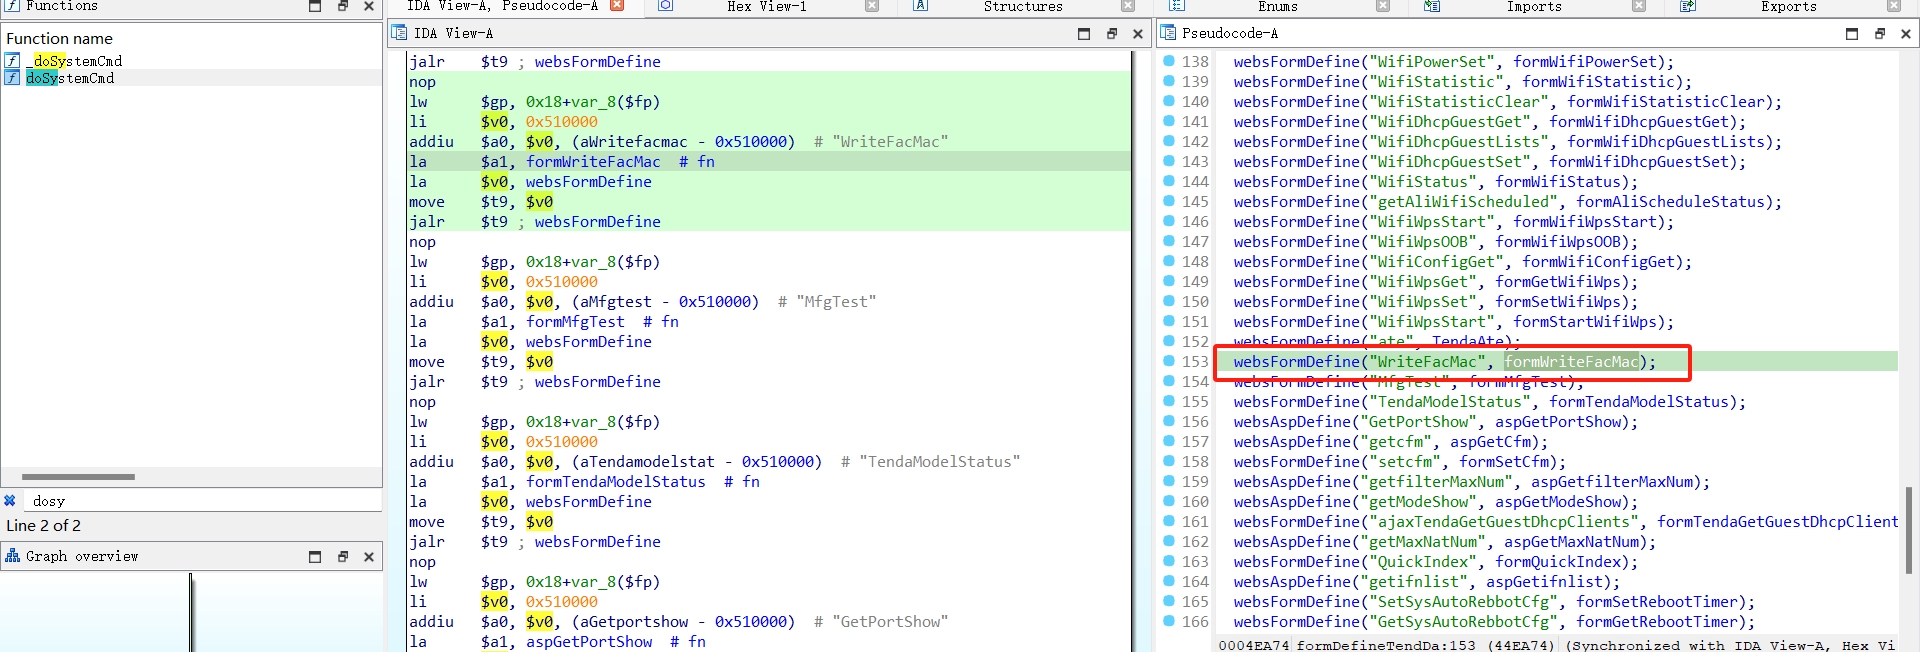 Functions
Function name
_doSystemCmd
doSystemCmd
dosy
Line 2 of 2
Graph overview
IDA View-A, Pseudocode-A
Hex View-1
Structures
Enums
Imports
Exports
IDA View-A
jalr $t9 ; websFormDefine
nop
lw $gp, 0x18+var_8($fp)
li $v0, 0x510000
addiu $a0, $v0, (aWritefacmac - 0x510000) # "WriteFacMac"
la $a1, formWriteFacMac # fn
la $v0, websFormDefine
move $t9, $v0
jalr $t9 ; websFormDefine
nop
lw $gp, 0x18+var_8($fp)
li $v0, 0x510000
addiu $a0, $v0, (aMfgtest - 0x510000) # "MfgTest"
la $a1, formMfgTest # fn
la $v0, websFormDefine
move $t9, $v0
jalr $t9 ; websFormDefine
nop
lw $gp, 0x18+var_8($fp)
li $v0, 0x510000
addiu $a0, $v0, (aTendamodelstat - 0x510000) # "TendaModelStatus"
la $a1, formTendaModelStatus # fn
la $v0, websFormDefine
move $t9, $v0
jalr $t9 ; websFormDefine
nop
lw $gp, 0x18+var_8($fp)
li $v0, 0x510000
addiu $a0, $v0, (aGetportshow - 0x510000) # "GetPortShow"
la $a1, aspGetPortShow # fn
Pseudocode-A
138 websFormDefine("WifiPowerSet", formWifiPowerSet);
139 websFormDefine("WifiStatistic", formWifiStatistic);
140 websFormDefine("WifiStatisticClear", formWifiStatisticClear);
141 websFormDefine("WifiDhcpGuestGet", formWifiDhcpGuestGet);
142 websFormDefine("WifiDhcpGuestLists", formWifiDhcpGuestLists);
143 websFormDefine("WifiDhcpGuestSet", formWifiDhcpGuestSet);
144 websFormDefine("WifiStatus", formWifiStatus);
145 websFormDefine("getAliWifiScheduled", formAliScheduleStatus);
146 websFormDefine("WifiWpsStart", formWifiWpsStart);
147 websFormDefine("WifiWpsOOB", formWifiWpsOOB);
148 websFormDefine("WifiConfigGet", formWifiConfigGet);
149 websFormDefine("WifiWpsGet", formGetWifiWps);
150 websFormDefine("WifiWpsSet", formSetWifiWps);
151 websFormDefine("WifiWpsStart", formStartWifiWps);
152 websFormDefine("ate", TendaAte);
153 websFormDefine("WriteFacMac", formWriteFacMac);
154 websFormDefine("MfgTest", formMfgTest);
155 websFormDefine("TendaModelStatus", formTendaModelStatus);
156 websAspDefine("GetPortShow", aspGetPortShow);
157 websAspDefine("getcfm", aspGetCfm);
158 websAspDefine("setcfm", formSetCfm);
159 websAspDefine("getfilterMaxNum", aspGetfilterMaxNum);
160 websAspDefine("getModeShow", aspGetModeShow);
161 websFormDefine("ajaxTendaGetGuestDhcpClients", formTendaGetGuestDhcpClient
162 websAspDefine("getMaxNatNum", aspGetMaxNatNum);
163 websFormDefine("QuickIndex", formQuickIndex);
164 websAspDefine("getifnlist", aspGetifnlist);
165 websFormDefine("SetSysAutoRebbotCfg", formSetRebootTimer);
166 websFormDefine("GetSysAutoRebbotCfg", formGetRebootTimer);
0004EA74 formDefineTendDa:153 (44EA74) (Synchronized with IDA View-A, Hex Vi